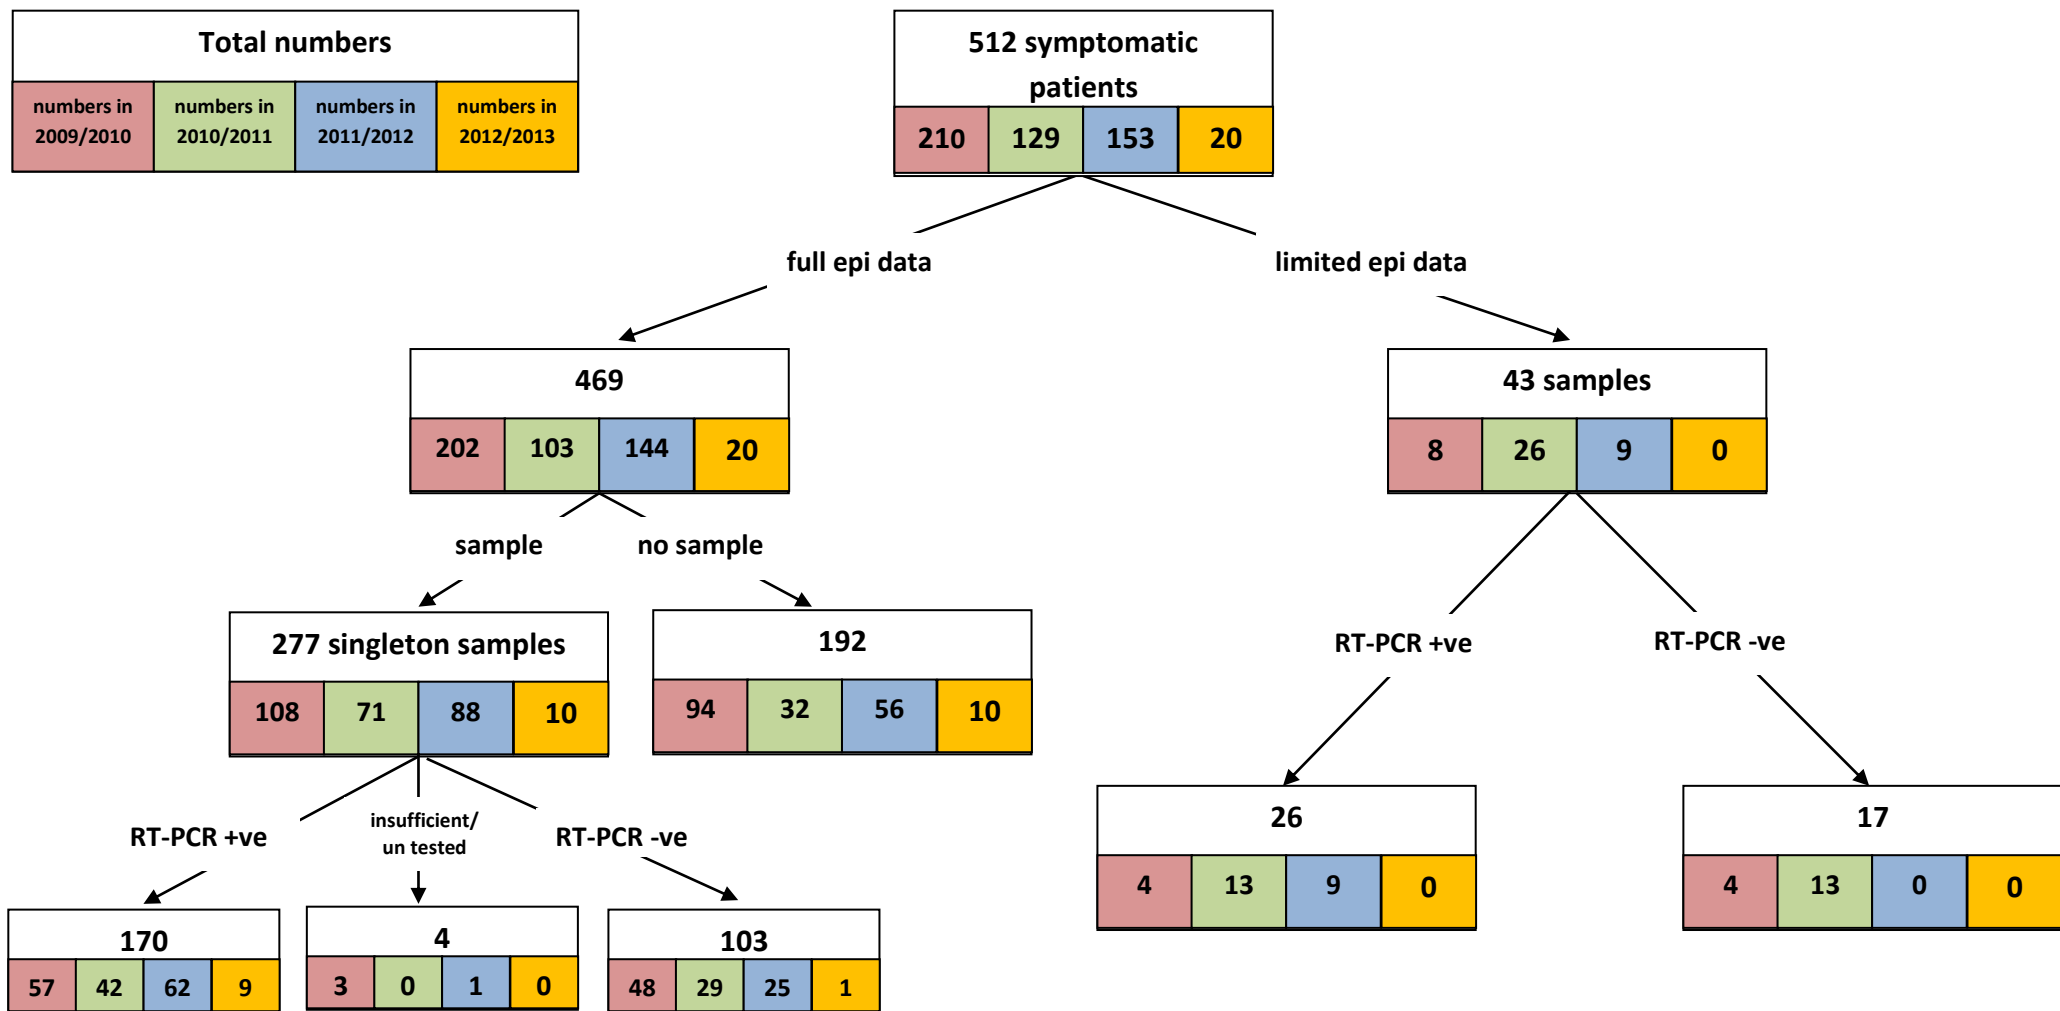 Total numbers
numbers in 2009/2010
numbers in 2010/2011
numbers in 2011/2012
numbers in 2012/2013
512 symptomatic
patients
210 129 153 20
full epi data
limited epi data
469
202 103 144 20
43 samples
8 26 9 0
sample
no sample
277 singleton samples
108 71 88 10
192
94 32 56 10
RT-PCR +ve
RT-PCR -ve
RT-PCR +ve
insufficient/
un tested
RT-PCR -ve
26
4 13 9 0
17
4 13 0 0
170
57 42 62 9
4
3 0 1 0
103
48 29 25 1